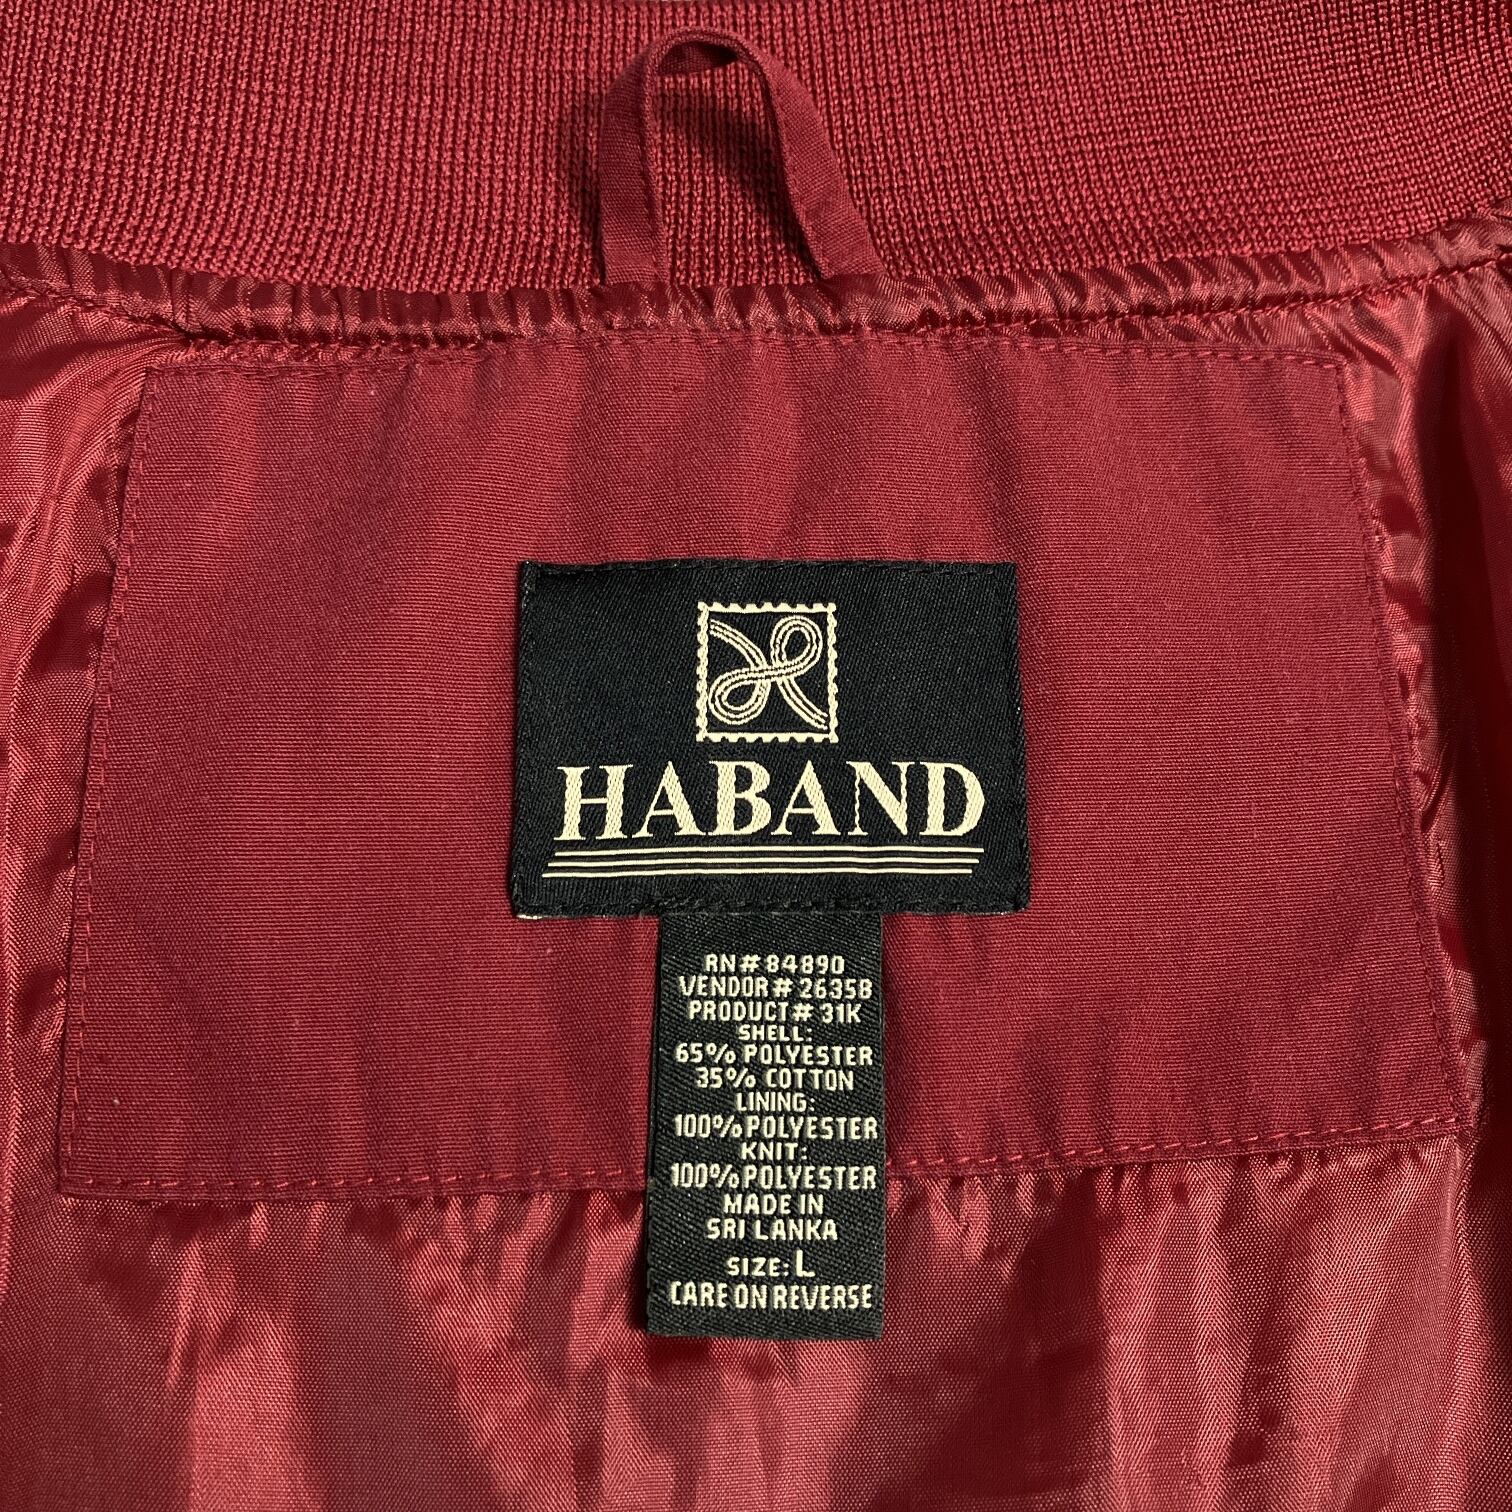 HABAND
RN# 84890
VENDOR# 2635B
PRODUCT# 31K
SHELL:
65% POLYESTER
35% COTTON
LINING:
100% POLYESTER
KNIT:
100% POLYESTER
MADE IN
SRI LANKA
SIZE: L
CARE ON REVERSE